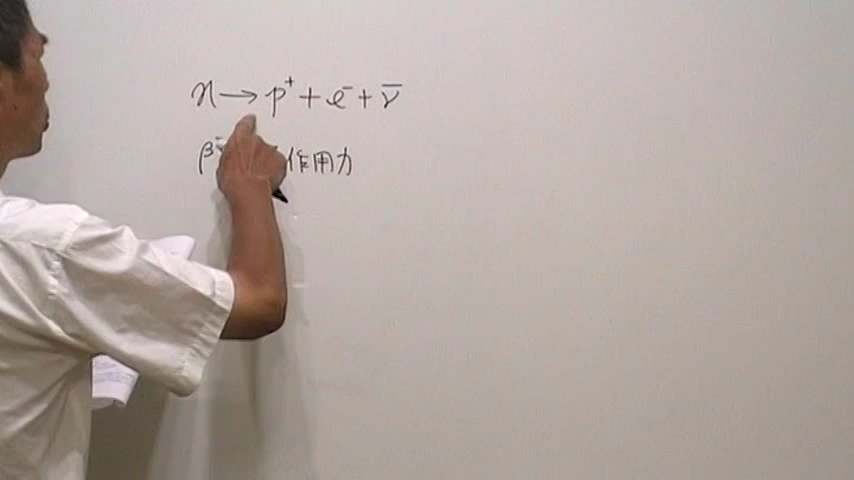 n → p⁺ + e⁻ + ν̄
β⁻ 作用力